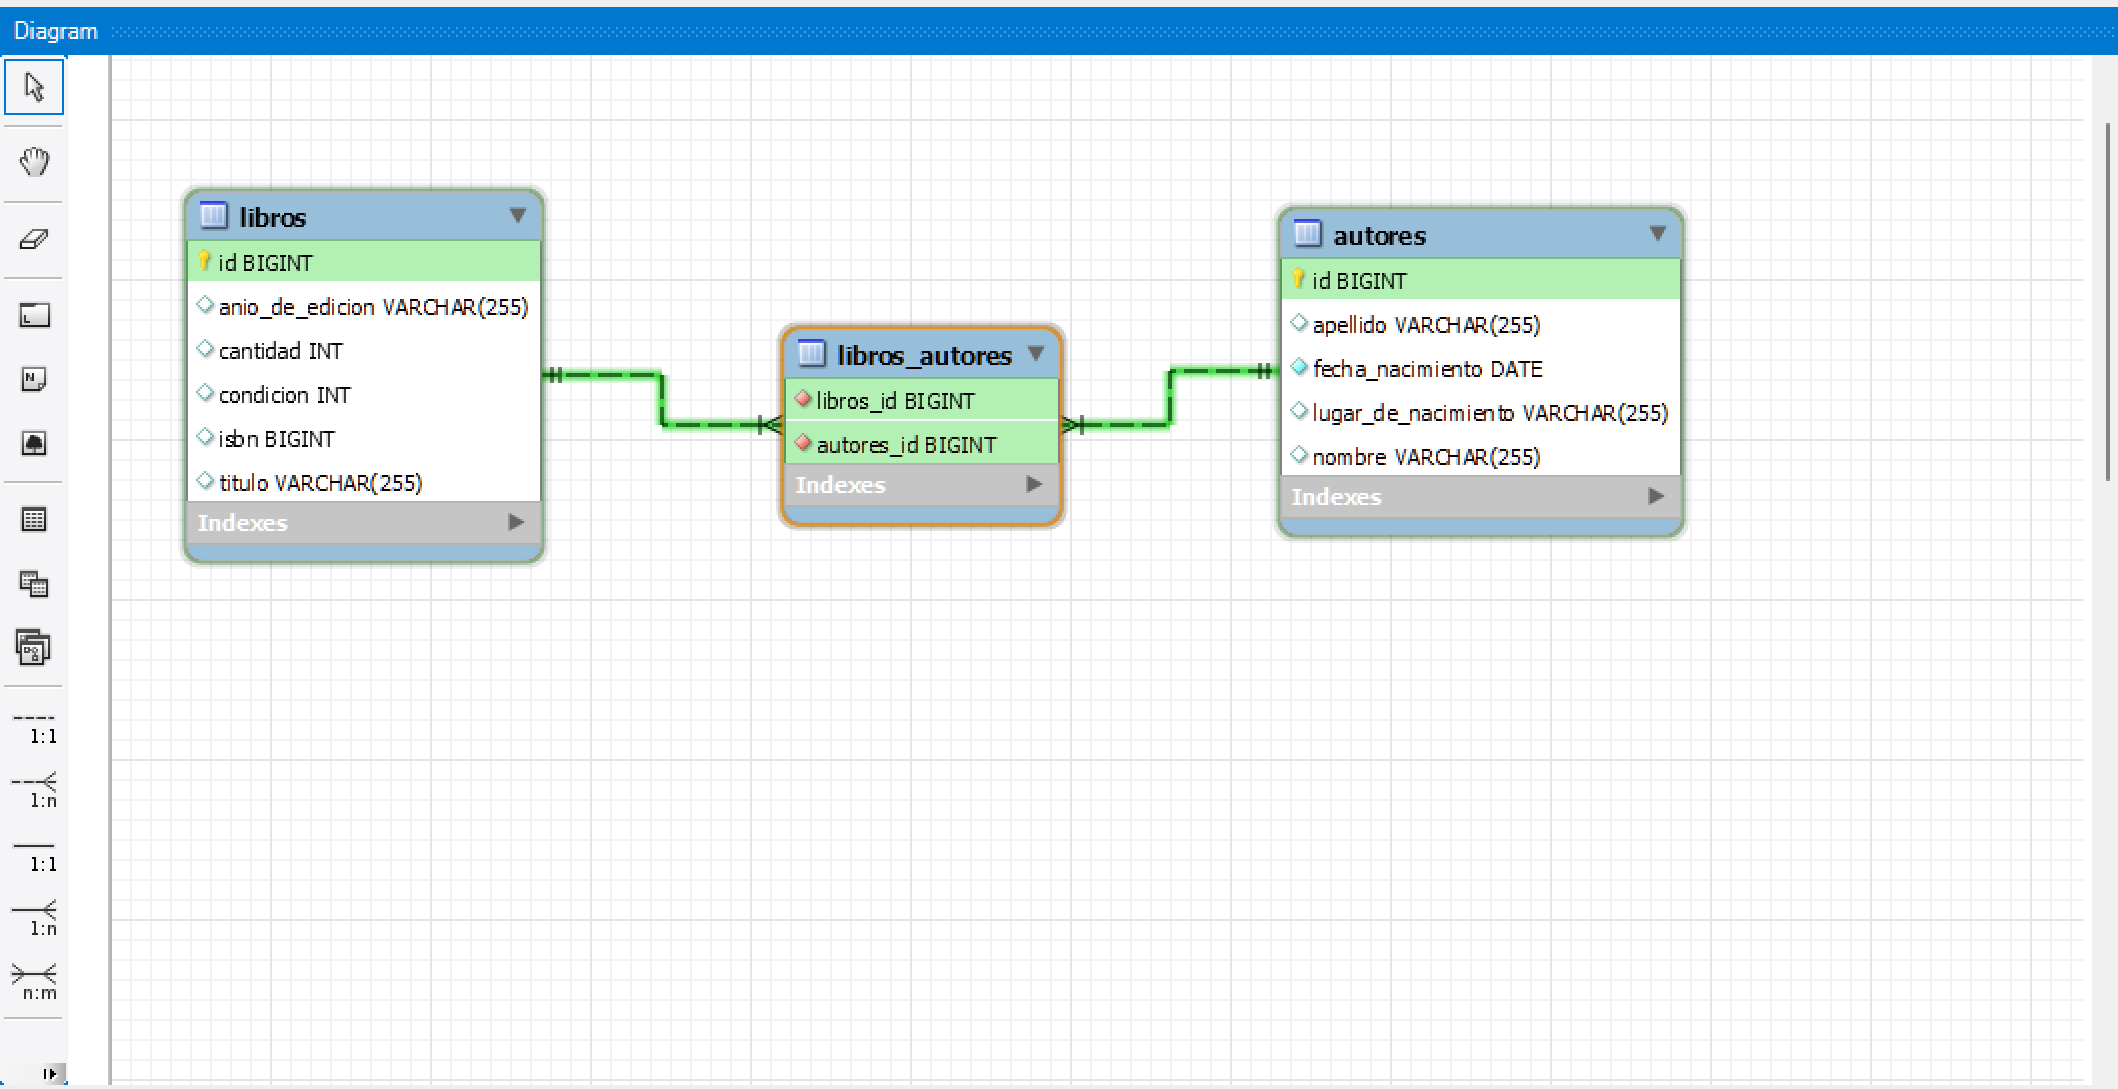 Diagram
libros
id BIGINT
anio_de_edicion VARCHAR(255)
cantidad INT
condicion INT
isbn BIGINT
titulo VARCHAR(255)
Indexes
libros_autores
libros_id BIGINT
autores_id BIGINT
Indexes
autores
id BIGINT
apellido VARCHAR(255)
fecha_nacimiento DATE
lugar_de_nacimiento VARCHAR(255)
nombre VARCHAR(255)
Indexes
1:1
1:n
1:1
1:n
n:m